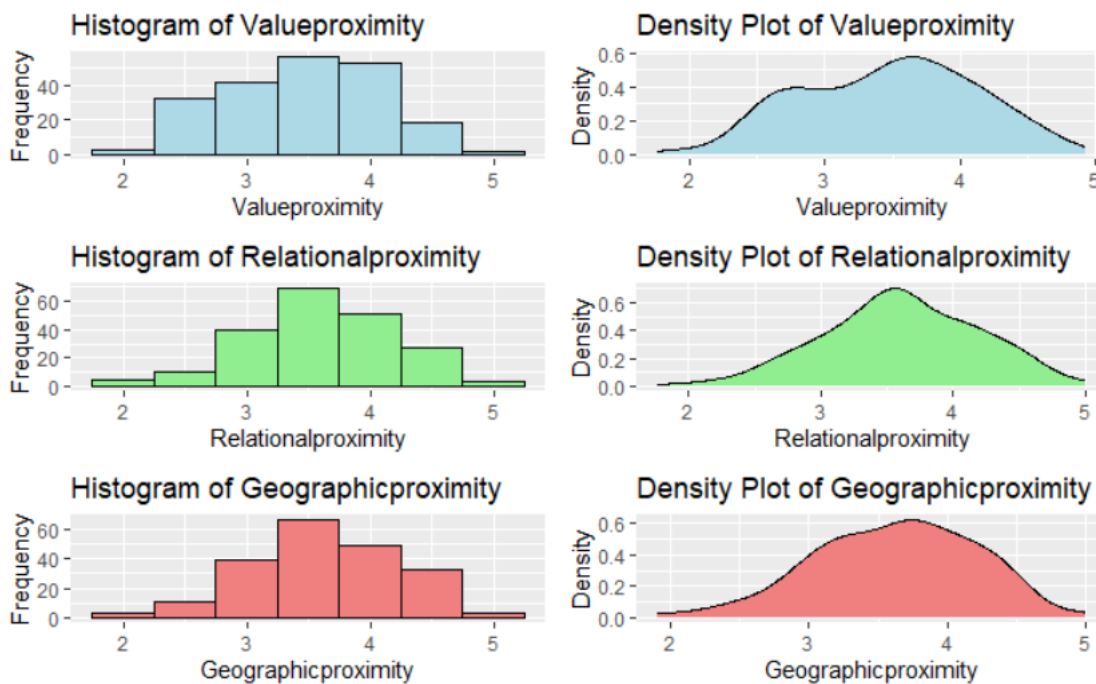 Histogram of Valueproximity
Frequency
40
20
0
2 3 4 5
Valueproximity
Density Plot of Valueproximity
Density
0.6
0.4
0.2
0.0
2 3 4 5
Valueproximity
Histogram of Relationalproximity
Frequency
60
40
20
0
2 3 4 5
Relationalproximity
Density Plot of Relationalproximity
Density
0.6
0.4
0.2
0.0
2 3 4 5
Relationalproximity
Histogram of Geographicproximity
Frequency
60
40
20
0
2 3 4 5
Geographicproximity
Density Plot of Geographicproximity
Density
0.6
0.4
0.2
0.0
2 3 4 5
Geographicproximity